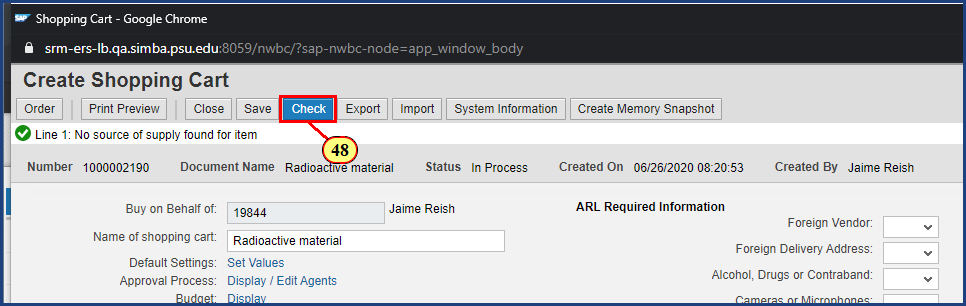 SAP Shopping Cart - Google Chrome
srm-ers-lb.qa.simba.psu.edu:8059/nwbc/?sap-nwbc-node=app_window_body
Create Shopping Cart
Order Print Preview Close Save Check Export Import System Information Create Memory Snapshot
Line 1: No source of supply found for item
48
Number 1000002190 Document Name Radioactive material Status In Process Created On 06/26/2020 08:20:53 Created By Jaime Reish
Buy on Behalf of: 19844 Jaime Reish ARL Required Information
Foreign Vendor:
Name of shopping cart: Radioactive material
Foreign Delivery Address:
Default Settings: Set Values
Alcohol, Drugs or Contraband:
Approval Process: Display / Edit Agents
Budget: Display
Cameras or Microphones: